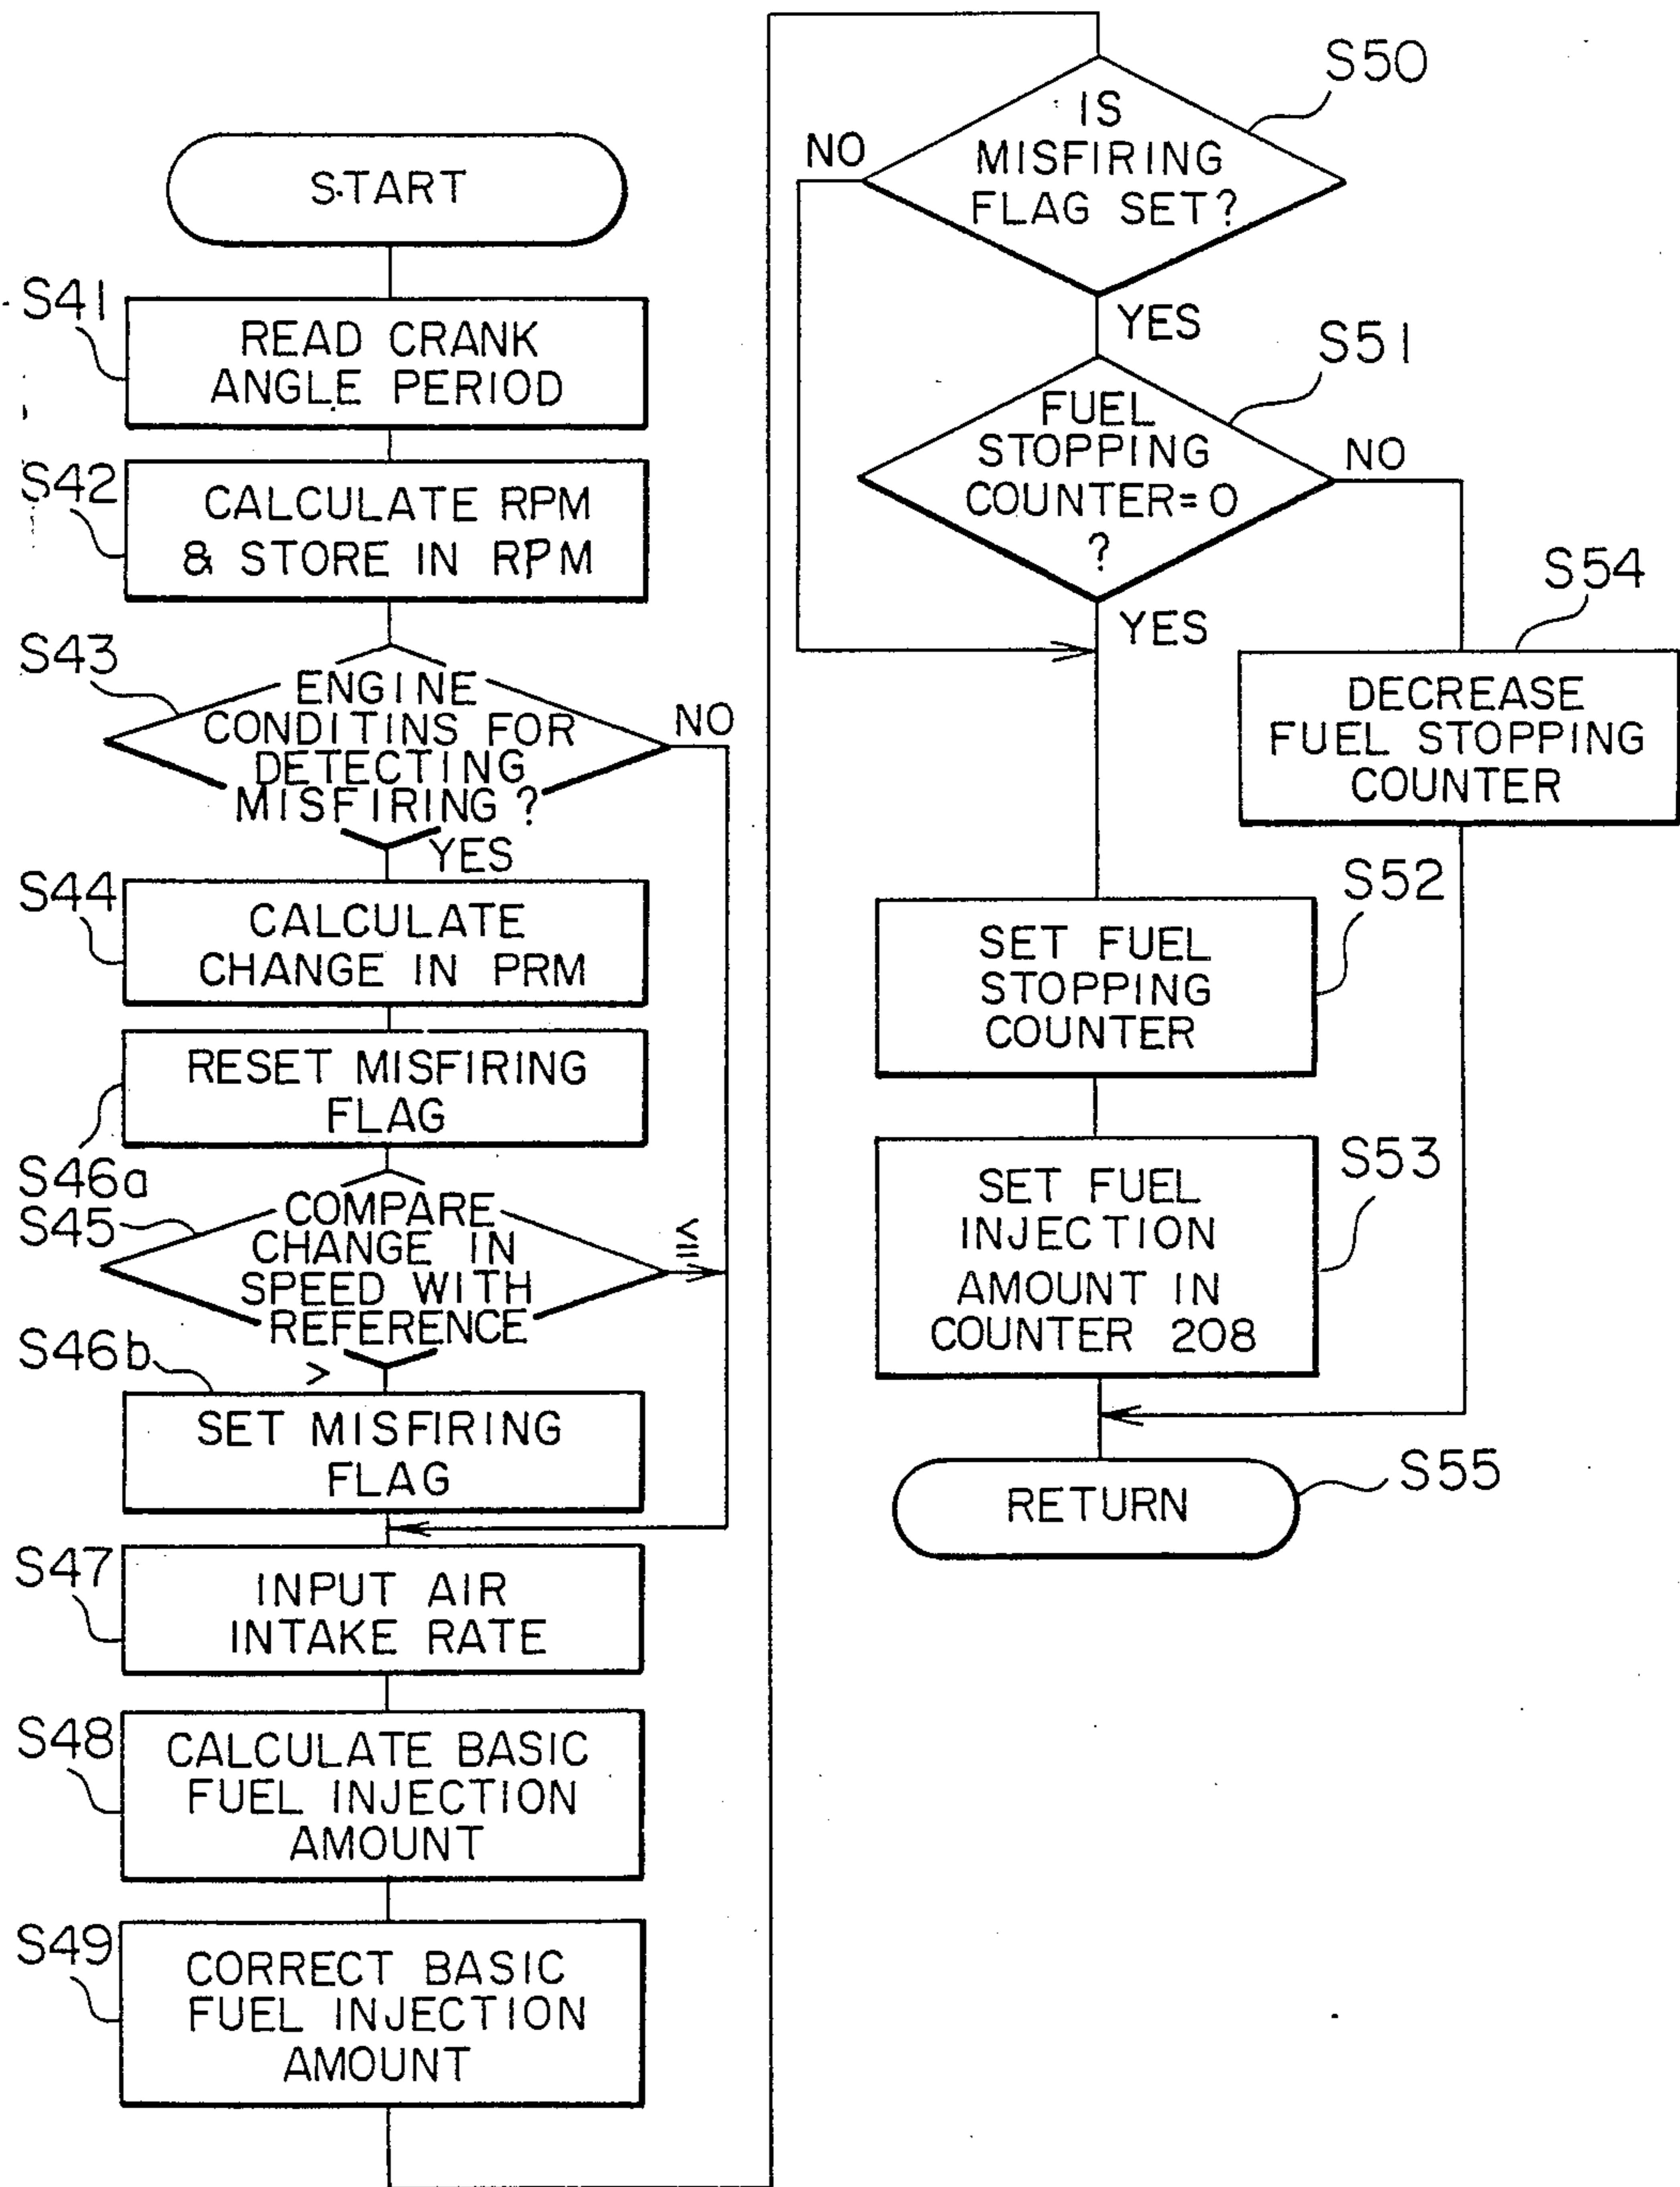 START
S41
READ CRANK
ANGLE PERIOD
S42
CALCULATE RPM
& STORE IN RPM
S43
ENGINE
CONDITINS FOR
DETECTING
MISFIRING?
NO
YES
S44
CALCULATE
CHANGE IN PRM
RESET MISFIRING
FLAG
S46a
S45
COMPARE
CHANGE IN
SPEED WITH
REFERENCE
≦
>
S46b
SET MISFIRING
FLAG
S47
INPUT AIR
INTAKE RATE
S48
CALCULATE BASIC
FUEL INJECTION
AMOUNT
S49
CORRECT BASIC
FUEL INJECTION
AMOUNT
S50
IS
MISFIRING
FLAG SET?
NO
YES
S51
FUEL
STOPPING
COUNTER=0
?
NO
YES
S54
DECREASE
FUEL STOPPING
COUNTER
S52
SET FUEL
STOPPING
COUNTER
S53
SET FUEL
INJECTION
AMOUNT IN
COUNTER 208
S55
RETURN